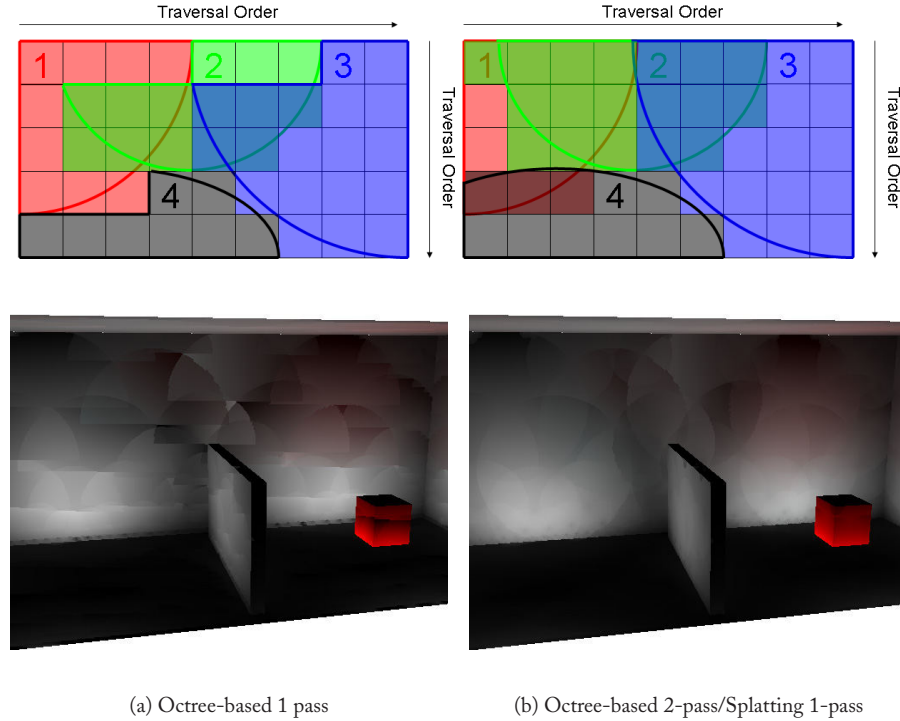 Traversal Order
1 2 3
4
Traversal Order
Traversal Order
1 2 3
4
Traversal Order
(a) Octree-based 1 pass
(b) Octree-based 2-pass/Splatting 1-pass